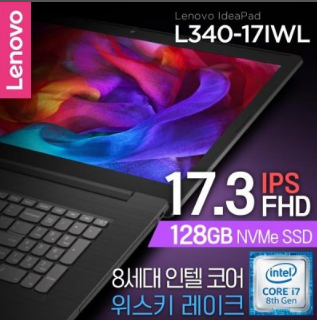 Lenovo
Lenovo IdeaPad
L340-17IWL
17.3 IPS FHD
128GB NVMe SSD
8세대 인텔 코어
위스키 레이크
intel
CORE i7
8th Gen